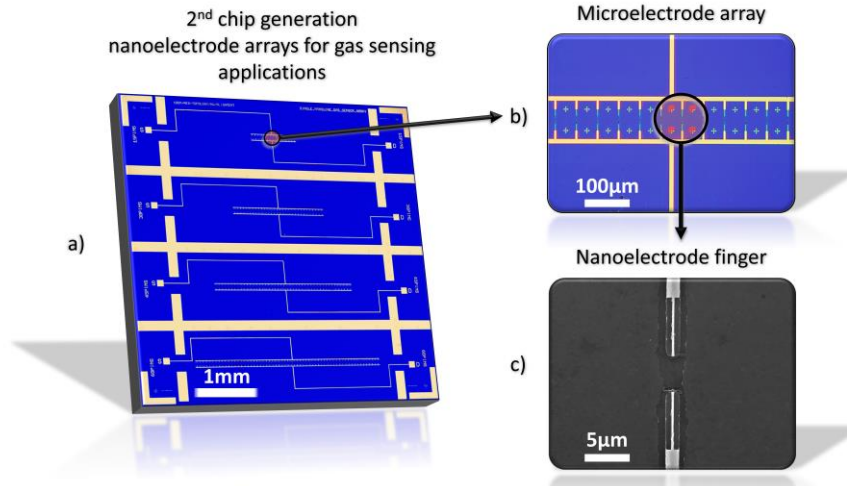 2nd chip generation
nanoelectrode arrays for gas sensing
applications
a)
1mm
Microelectrode array
b)
100µm
Nanoelectrode finger
c)
5µm